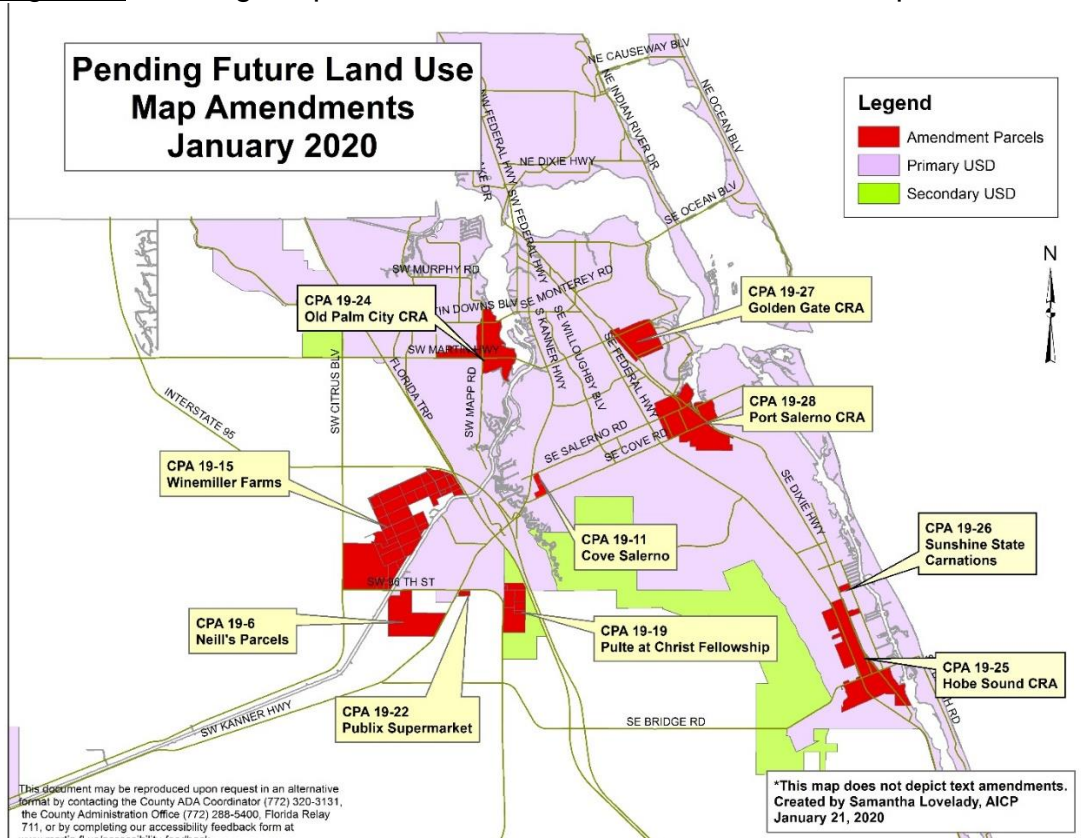 Pending Future Land Use
Map Amendments
January 2020
Legend
Amendment Parcels
Primary USD
Secondary USD
N
NE CAUSEWAY BLV
NE INDIAN RIVER DR
NE OCEAN BLV
SW FEDERAL HWY
NE DIXIE HWY
SW FEDERAL HWY
SE OCEAN BLV
SW MURPHY RD
SE MONTEREY RD
CPA 19-24
Old Palm City CRA
CPA 19-27
Golden Gate CRA
SW MARTIN HWY
S KANNER HWY
SE WILLOUGHBY BLV
SE FEDERAL HWY
SW CITRUS BLV
FLORIDA TRP
SW MAPP RD
INTERSTATE 95
CPA 19-28
Port Salerno CRA
SE SALERNO RD
SE COVE RD
SE DIXIE HWY
CPA 19-15
Winemiller Farms
CPA 19-11
Cove Salerno
CPA 19-26
Sunshine State
Carnations
CPA 19-6
Neill's Parcels
CPA 19-19
Pulte at Christ Fellowship
CPA 19-25
Hobe Sound CRA
CPA 19-22
Publix Supermarket
SW KANNER HWY
SE BRIDGE RD
*This map does not depict text amendments.
Created by Samantha Lovelady, AICP
January 21, 2020
This document may be reproduced upon request in an alternative
format by contacting the County ADA Coordinator (772) 320-3131,
the County Administration Office (772) 288-5400, Florida Relay
711, or by completing our accessibility feedback form at